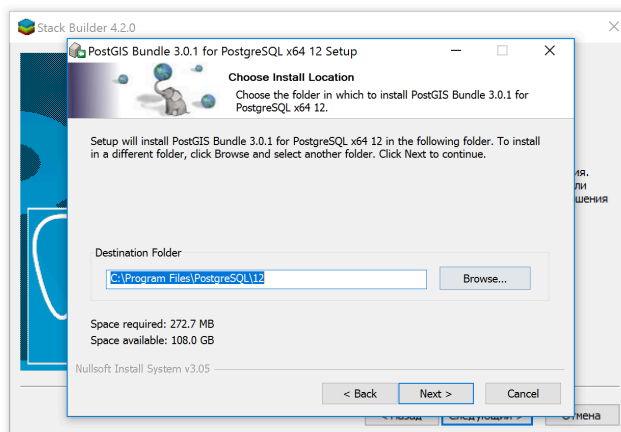 Stack Builder 4.2.0
PostGIS Bundle 3.0.1 for PostgreSQL x64 12 Setup
Choose Install Location
Choose the folder in which to install PostGIS Bundle 3.0.1 for
PostgreSQL x64 12.
Setup will install PostGIS Bundle 3.0.1 for PostgreSQL x64 12 in the following folder. To install
in a different folder, click Browse and select another folder. Click Next to continue.
ия.
ли
шения
Destination Folder
C:\Program Files\PostgreSQL\12
Browse...
Space required: 272.7 MB
Space available: 108.0 GB
Nullsoft Install System v3.05
< Back
Next >
Cancel
< Назад
Следующий >
Отмена